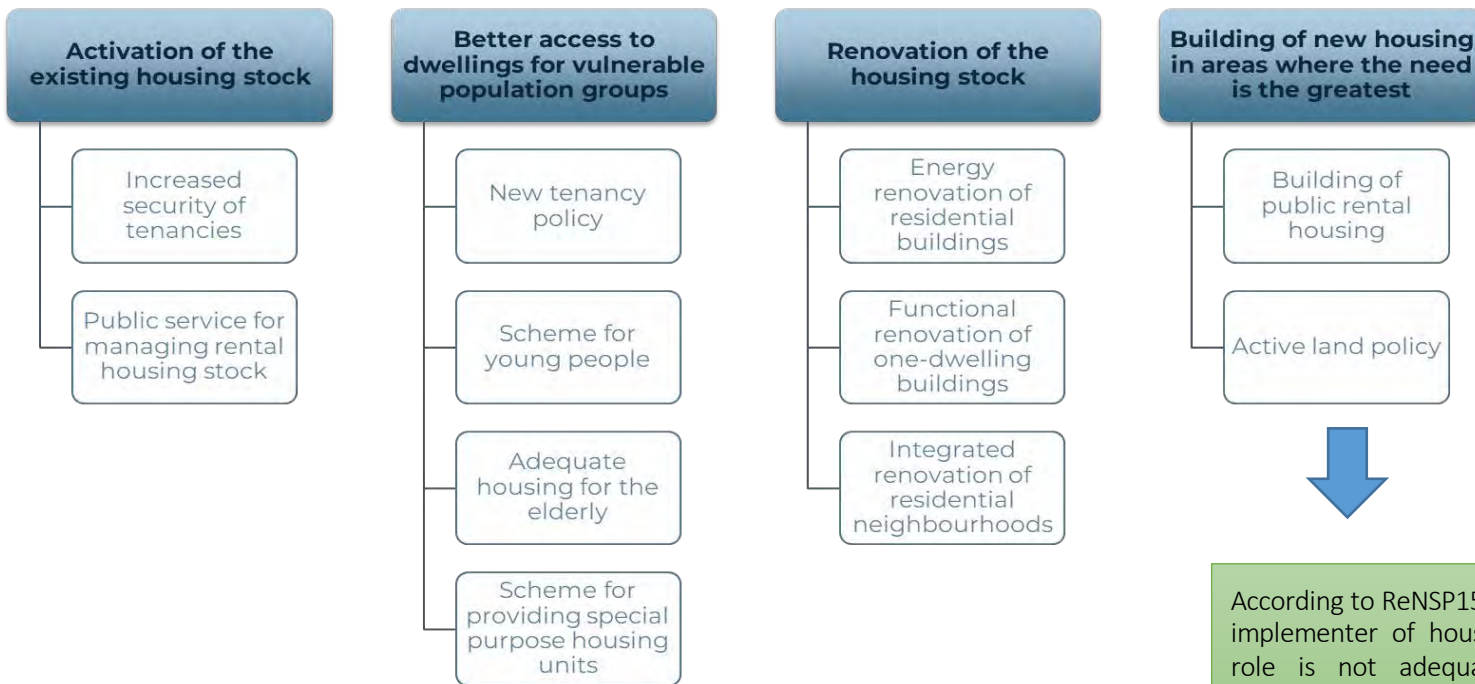 Activation of the
existing housing stock
Increased
security of
tenancies
Public service for
managing rental
housing stock
Better access to
dwellings for vulnerable
population groups
New tenancy
policy
Scheme for
young people
Adequate
housing for the
elderly
Scheme for
providing special
purpose housing
units
Renovation of the
housing stock
Energy
renovation of
residential
buildings
Functional
renovation of
one-dwelling
buildings
Integrated
renovation of
residential
neighbourhoods
Building of new housing
in areas where the need
is the greatest
Building of
public rental
housing
Active land policy
According to
implementer of
role is not